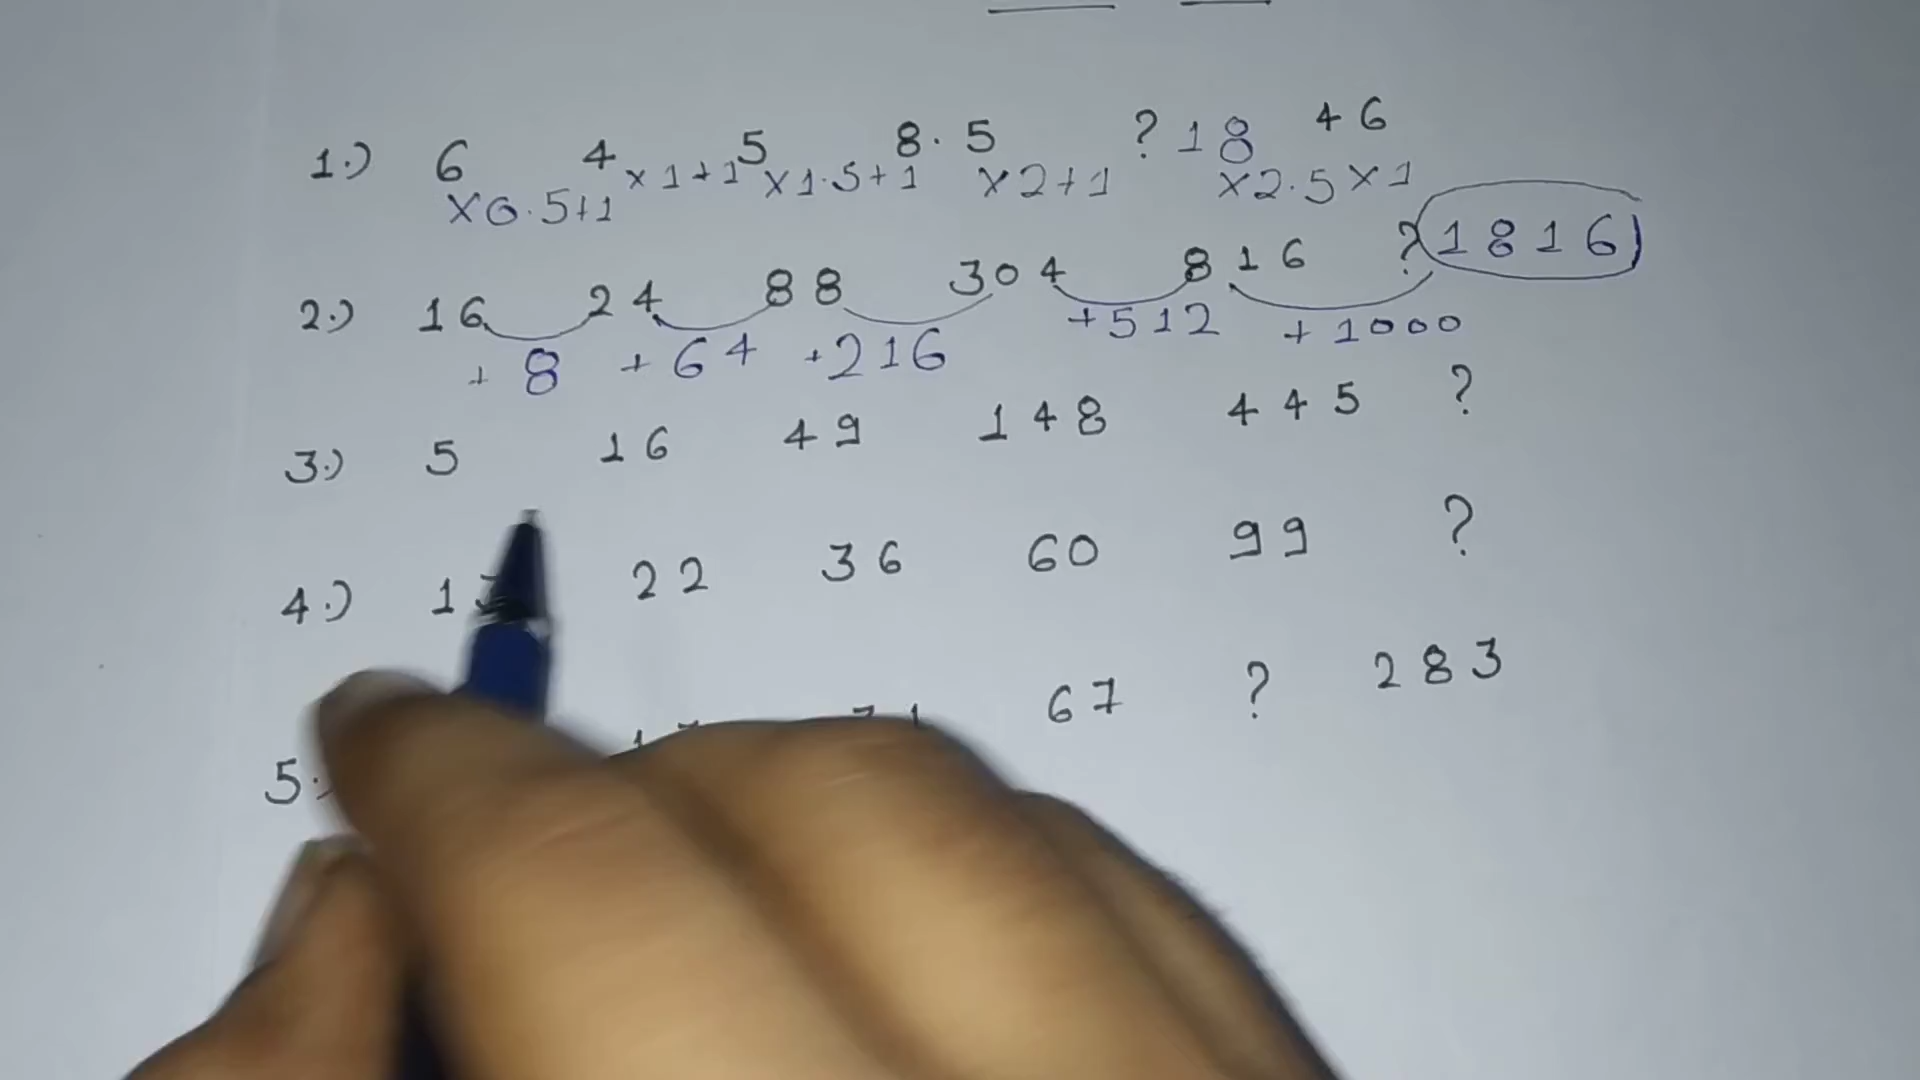 1.) 6 4 5 8.5 ? 18 46
×0.5+1 ×1+1 ×1.5+1 ×2+1 ×2.5×1
2.) 16 24 88 304 816 ? 1816
+8 +64 +216 +512 +1000
3.) 5 16 49 148 445 ?
4.) 22 36 60 99 ?
5.) 67 ? 283